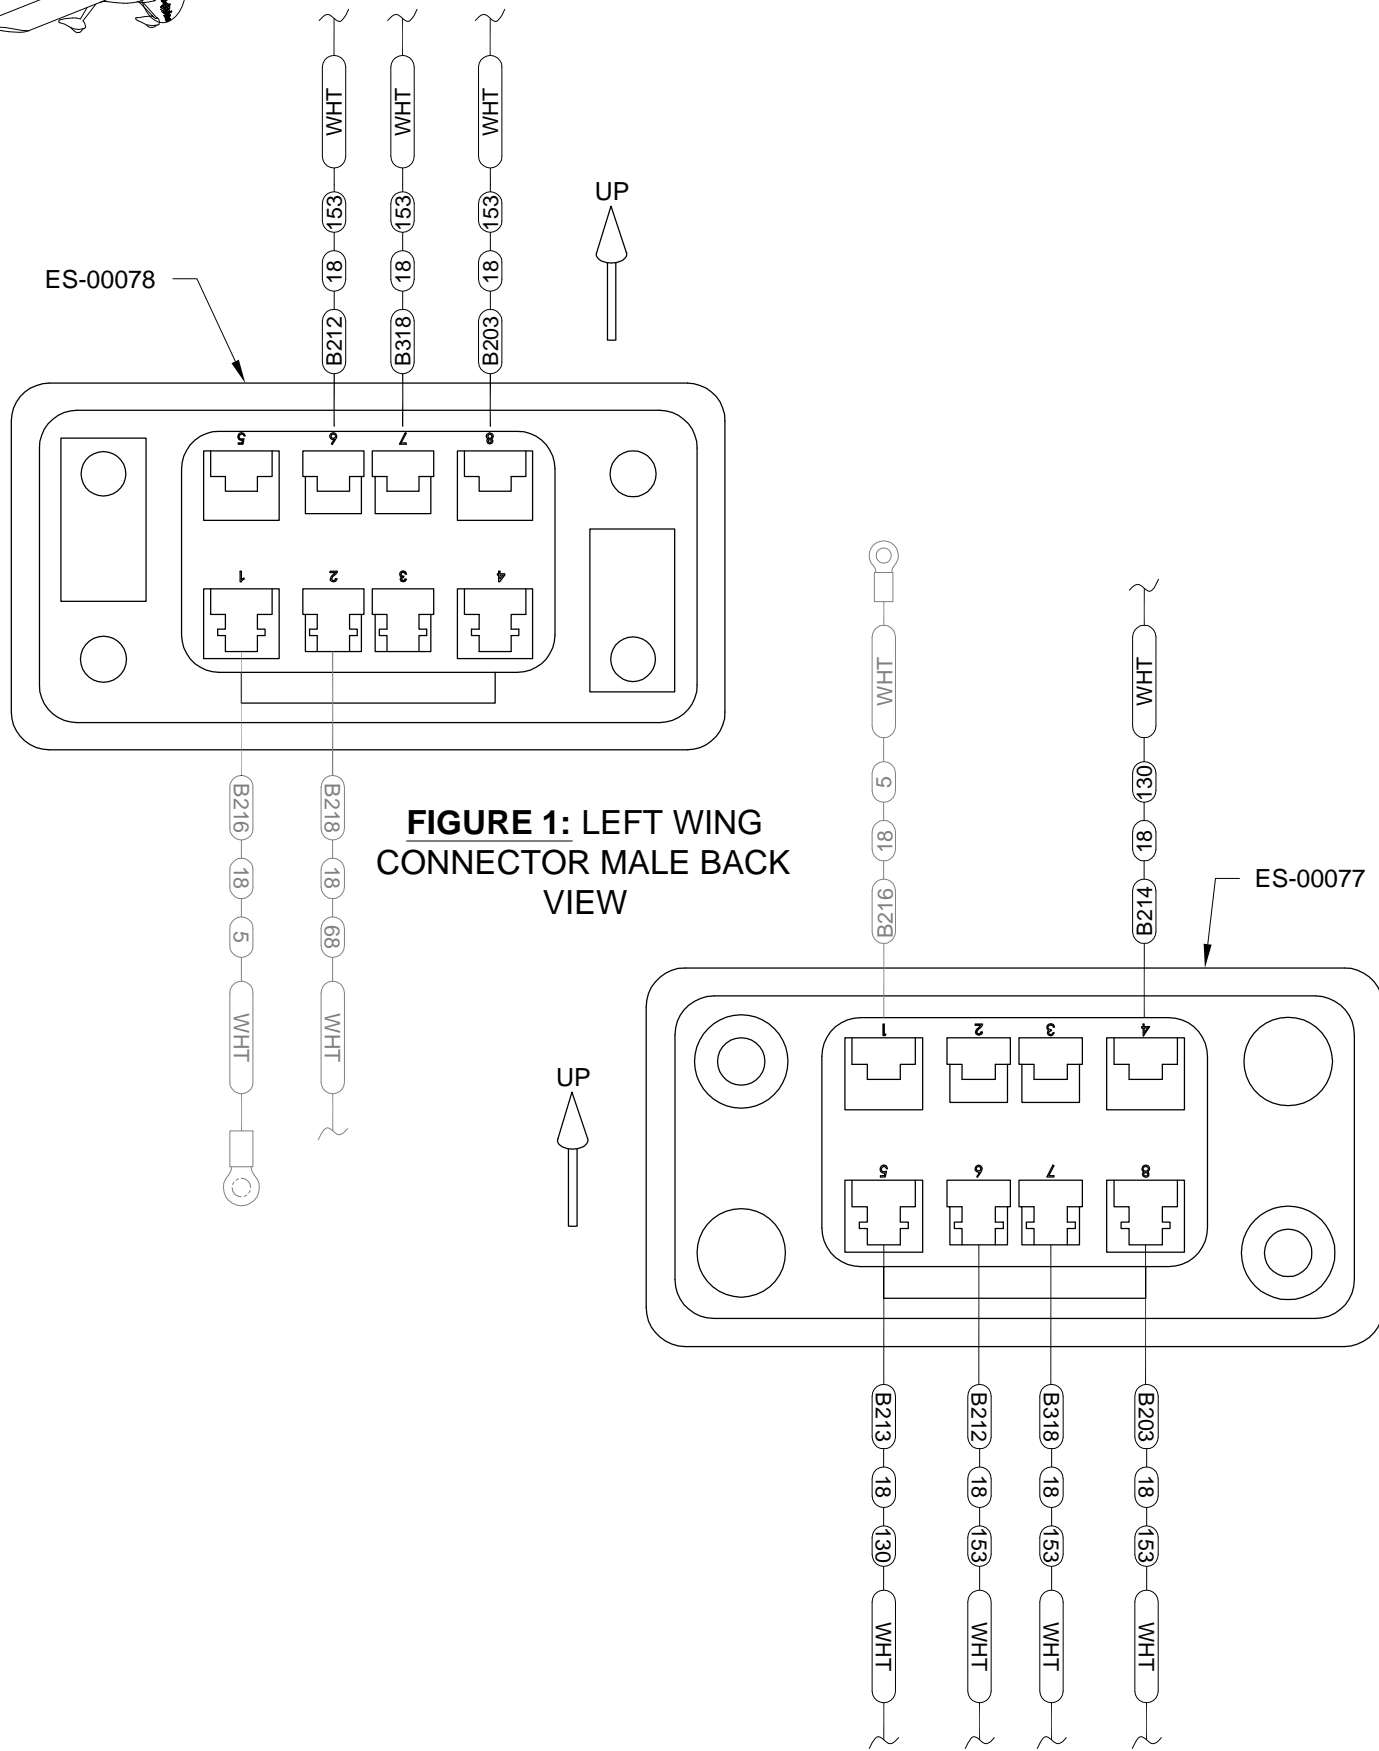 WHT
WHT
WHT
153
153
153
18
18
18
B212
B318
B203
UP
ES-00078
5
6
7
8
1
2
3
4
B216
B218
18
18
5
68
WHT
WHT
FIGURE 1: LEFT WING
CONNECTOR MALE BACK
VIEW
WHT
WHT
5
130
18
18
B216
B214
ES-00077
UP
1
2
3
4
5
6
7
8
B213
B212
B318
B203
18
18
18
18
130
153
153
153
WHT
WHT
WHT
WHT